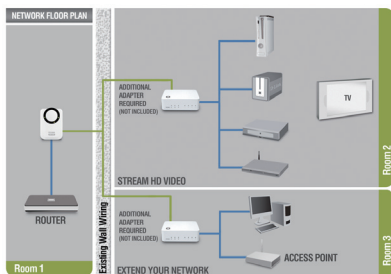 NETWORK FLOOR PLAN
ADDITIONAL
ADAPTER
REQUIRED
(NOT INCLUDED)
TV
STREAM HD VIDEO
Room 2
ROUTER
Room 1
Existing Wall Wiring
ADDITIONAL
ADAPTER
REQUIRED
(NOT INCLUDED)
ACCESS POINT
EXTEND YOUR NETWORK
Room 3